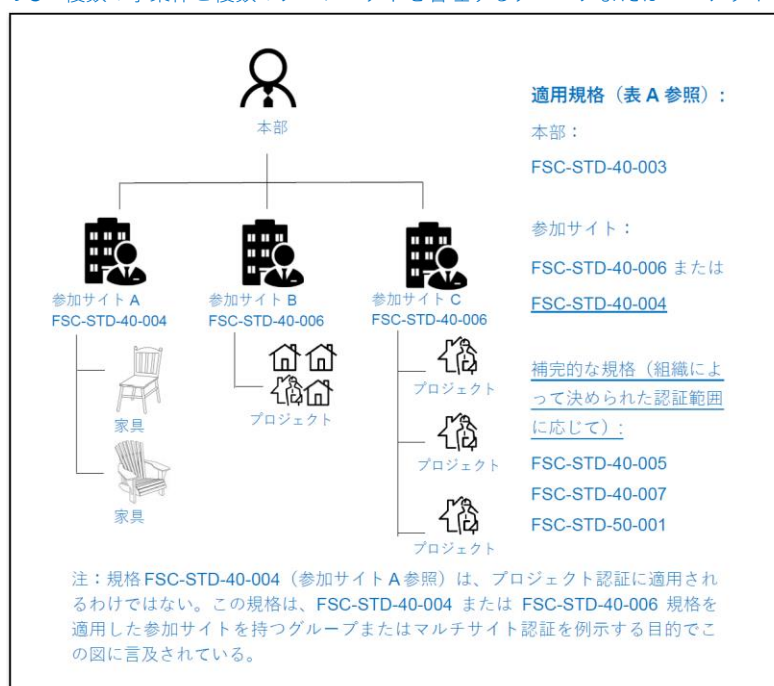 本部
参加サイト A
FSC-STD-40-004
家具
家具
参加サイト B
FSC-STD-40-006
プロジェクト
参加サイト C
FSC-STD-40-006
プロジェクト
プロジェクト
プロジェクト
適用規格（表 A 参照）:
本部：
FSC-STD-40-003
参加サイト：
FSC-STD-40-006 または
FSC-STD-40-004
補完的な規格（組織によ
って決められた認証範囲
に応じて）:
FSC-STD-40-005
FSC-STD-40-007
FSC-STD-50-001
注：規格 FSC-STD-40-004（参加サイト A 参照）は、プロジェクト認証に適用され
るわけではない。この規格は、FSC-STD-40-004 または FSC-STD-40-006 規格を
適用した参加サイトを持つグループまたはマルチサイト認証を例示する目的でこ
の図に言及されている。